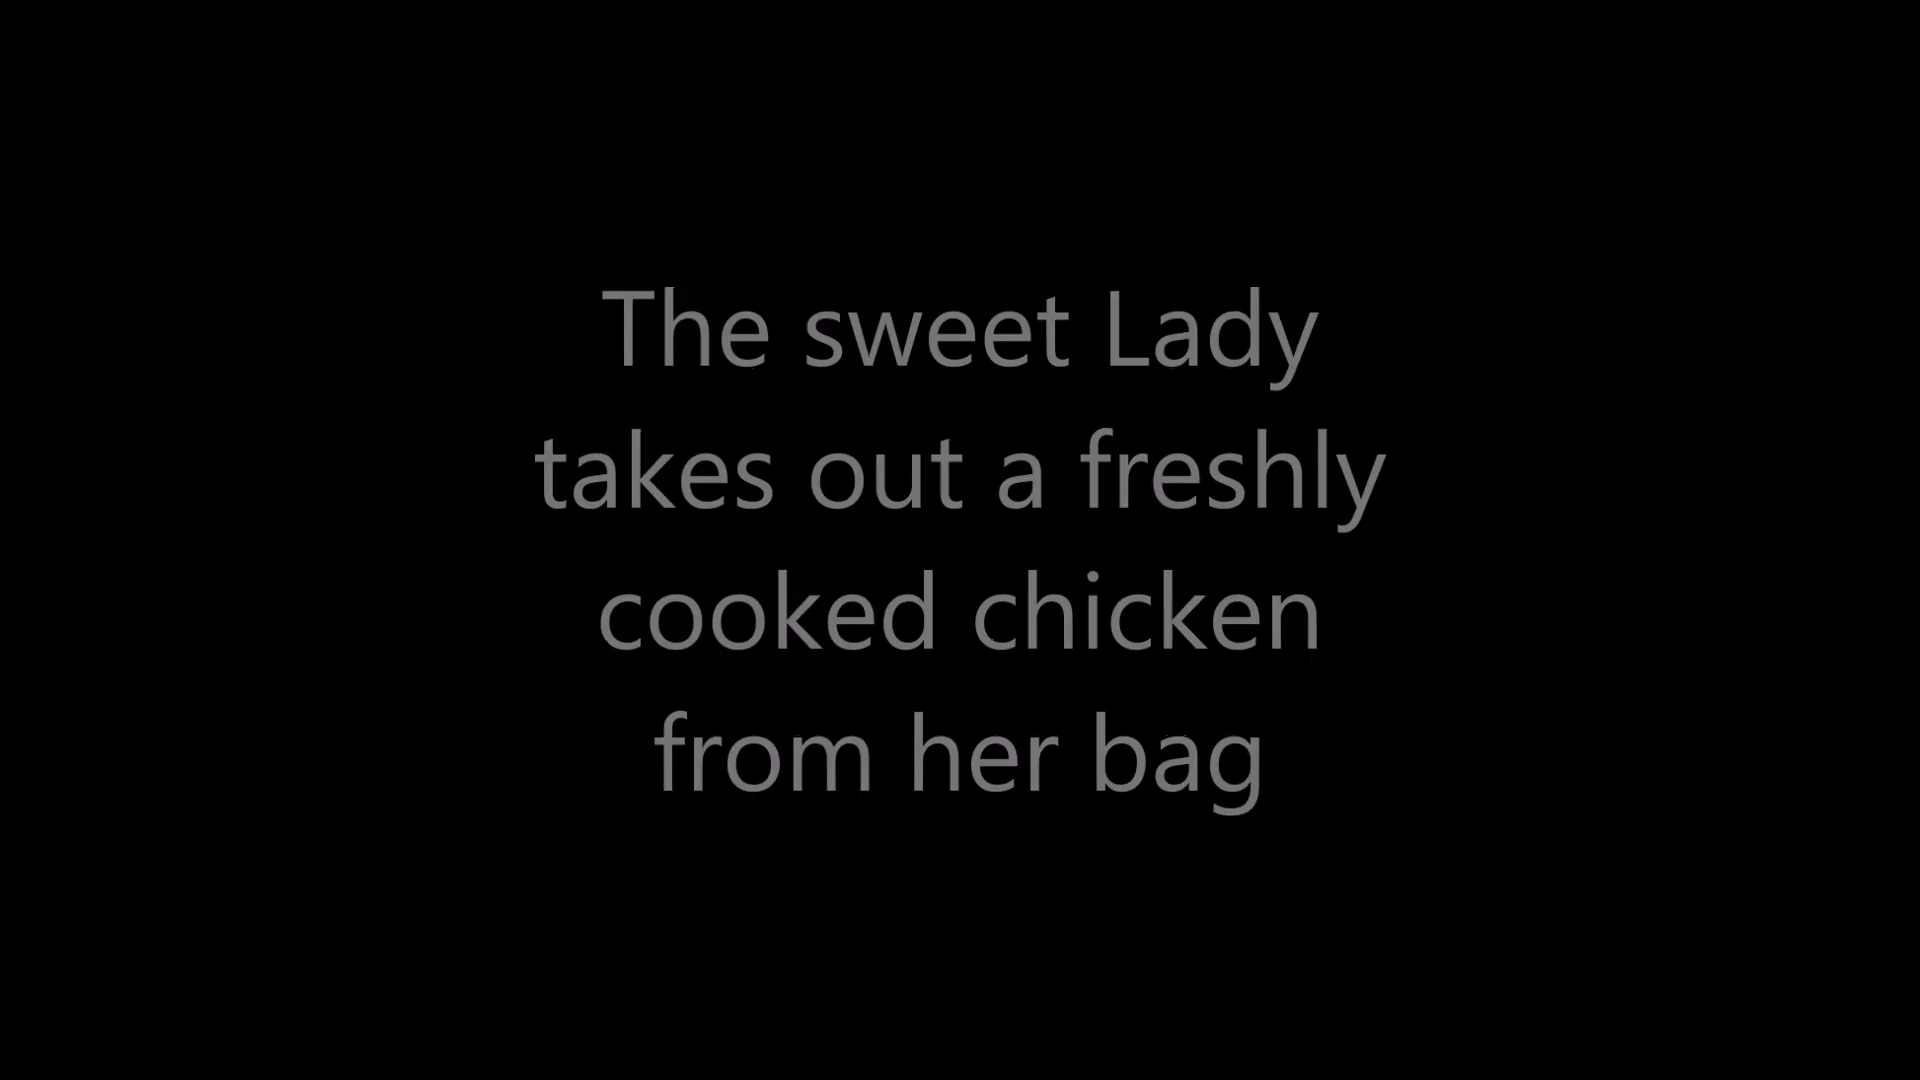 The sweet Lady
takes out a freshly
cooked chicken
from her bag